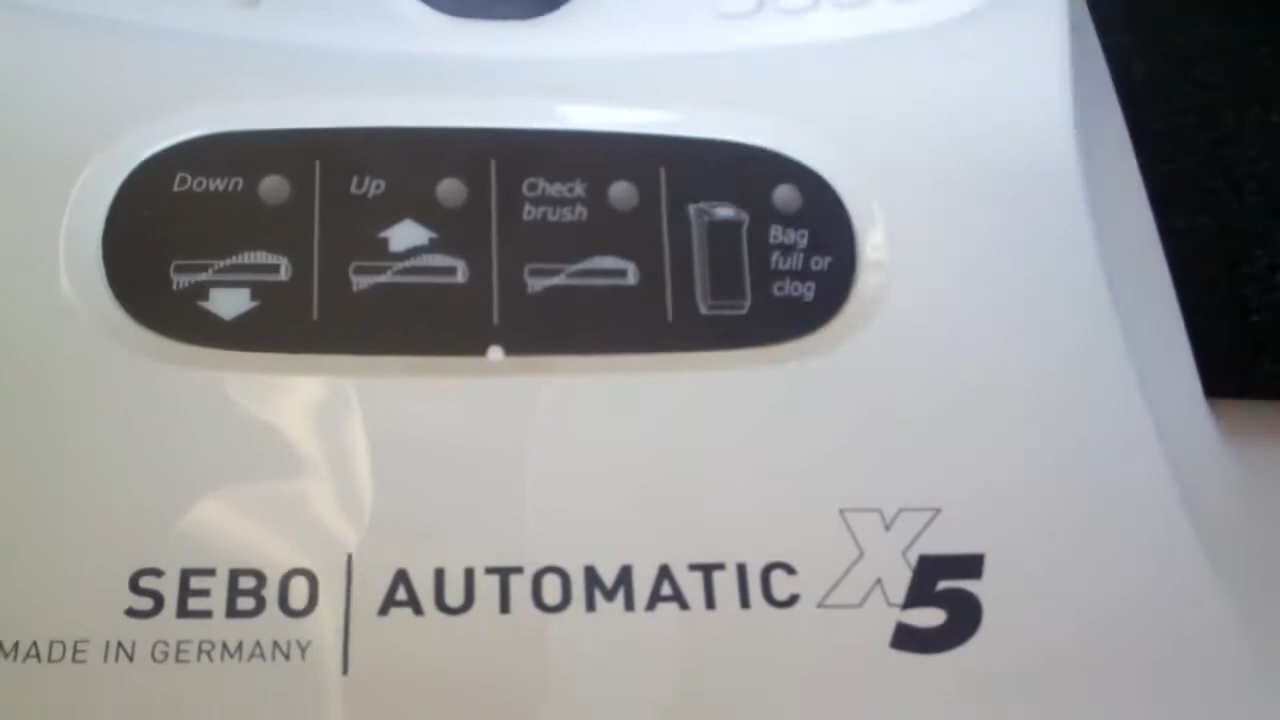 Down
Up
Check
brush
Bag
full or
clog
SEBO
MADE IN GERMANY
AUTOMATIC X5